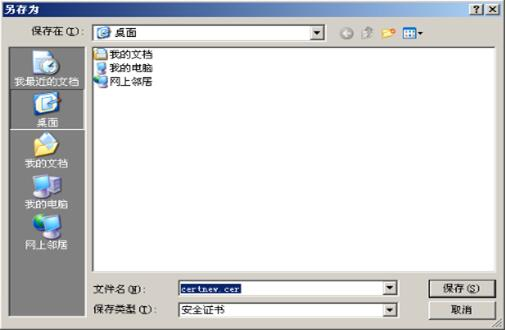 另存为
保存在(I):
桌面
我的文档
我的电脑
网上邻居
我最近的文档
桌面
我的文档
我的电脑
网上邻居
文件名(N):
certnew.cer
保存(S)
保存类型(T):
安全证书
取消